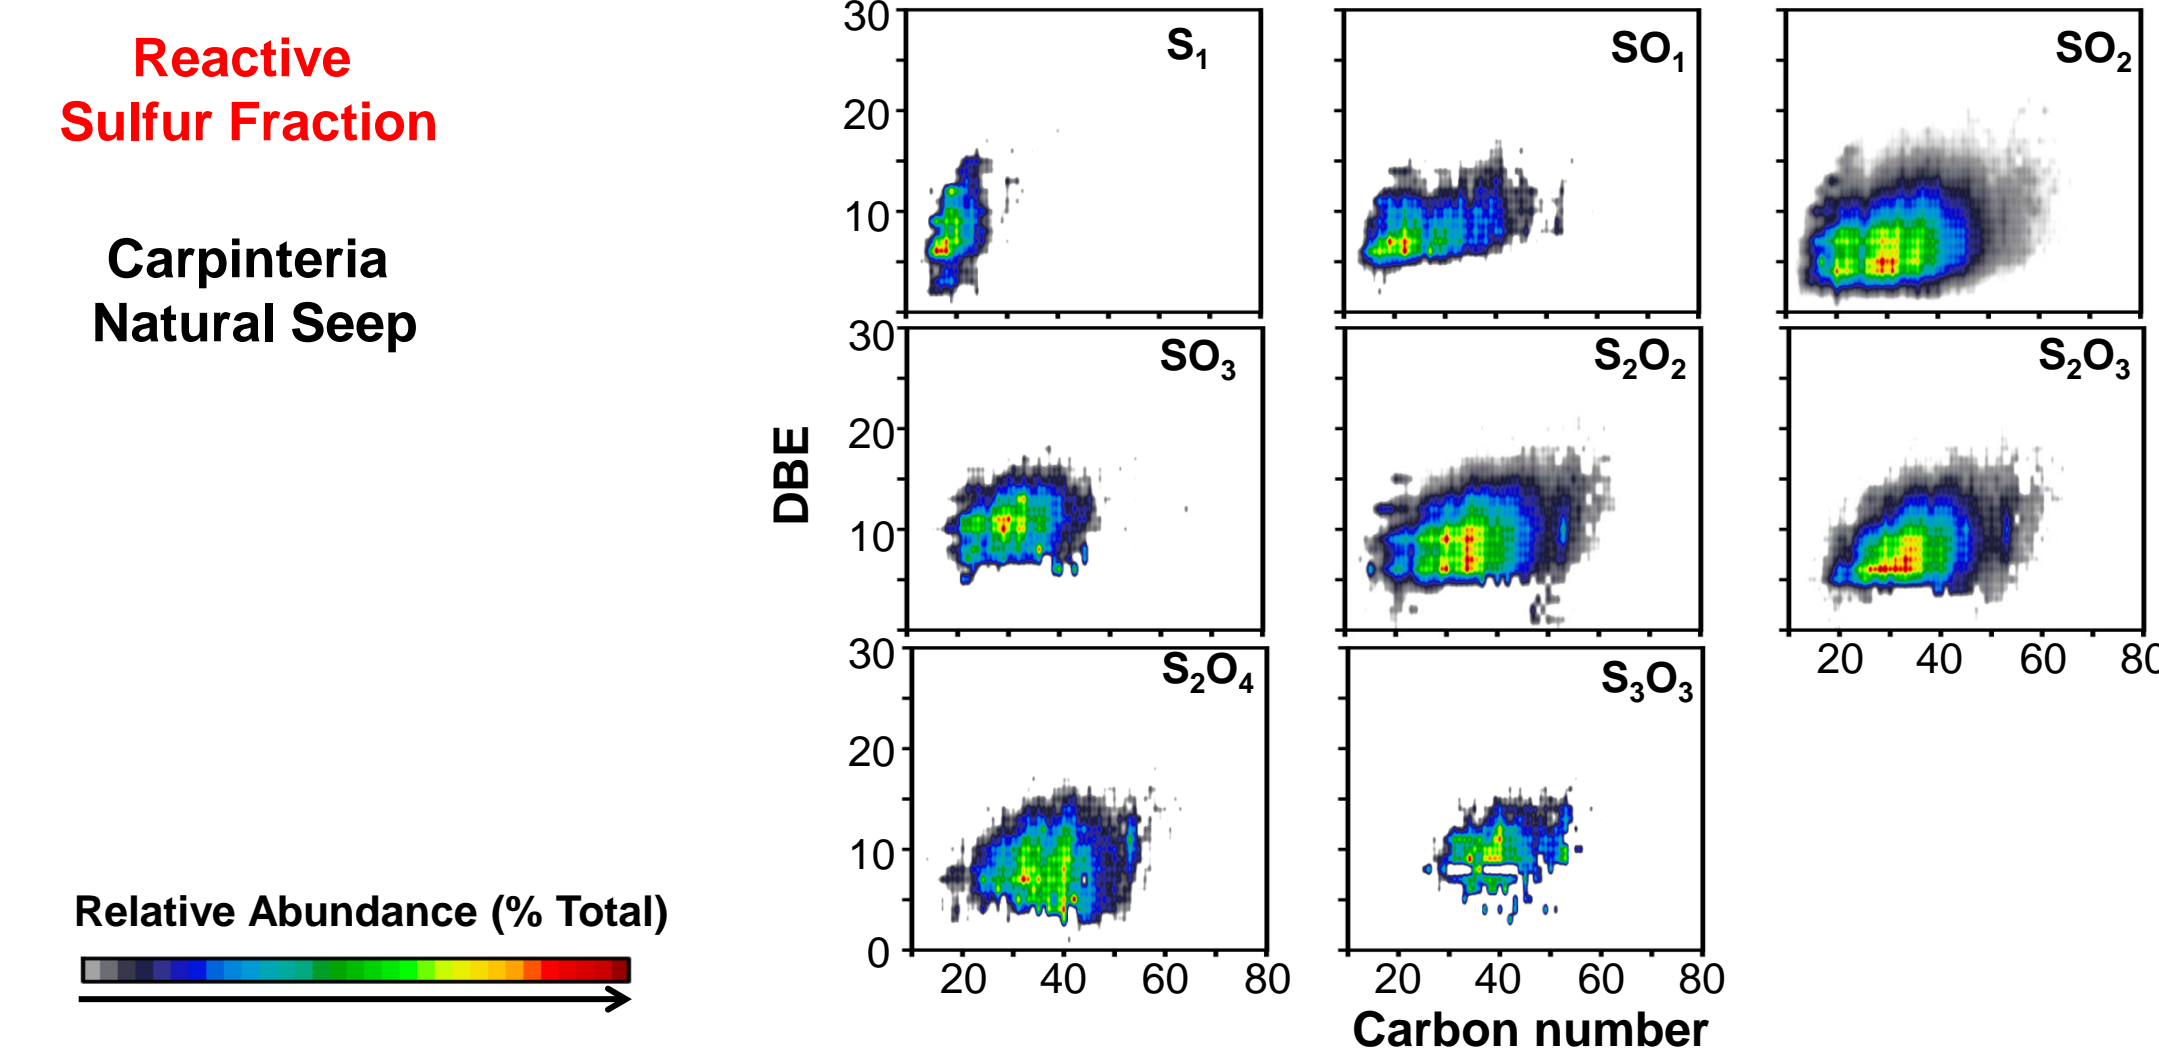 Reactive
Sulfur Fraction
Carpinteria
Natural Seep
Relative Abundance (% Total)
DBE
30
20
10
S₁
SO₁
SO₂
30
20
10
SO₃
S₂O₂
S₂O₃
20 40 60 80
30
20
10
0
S₂O₄
S₃O₃
20 40 60 80
20 40 60 80
Carbon number